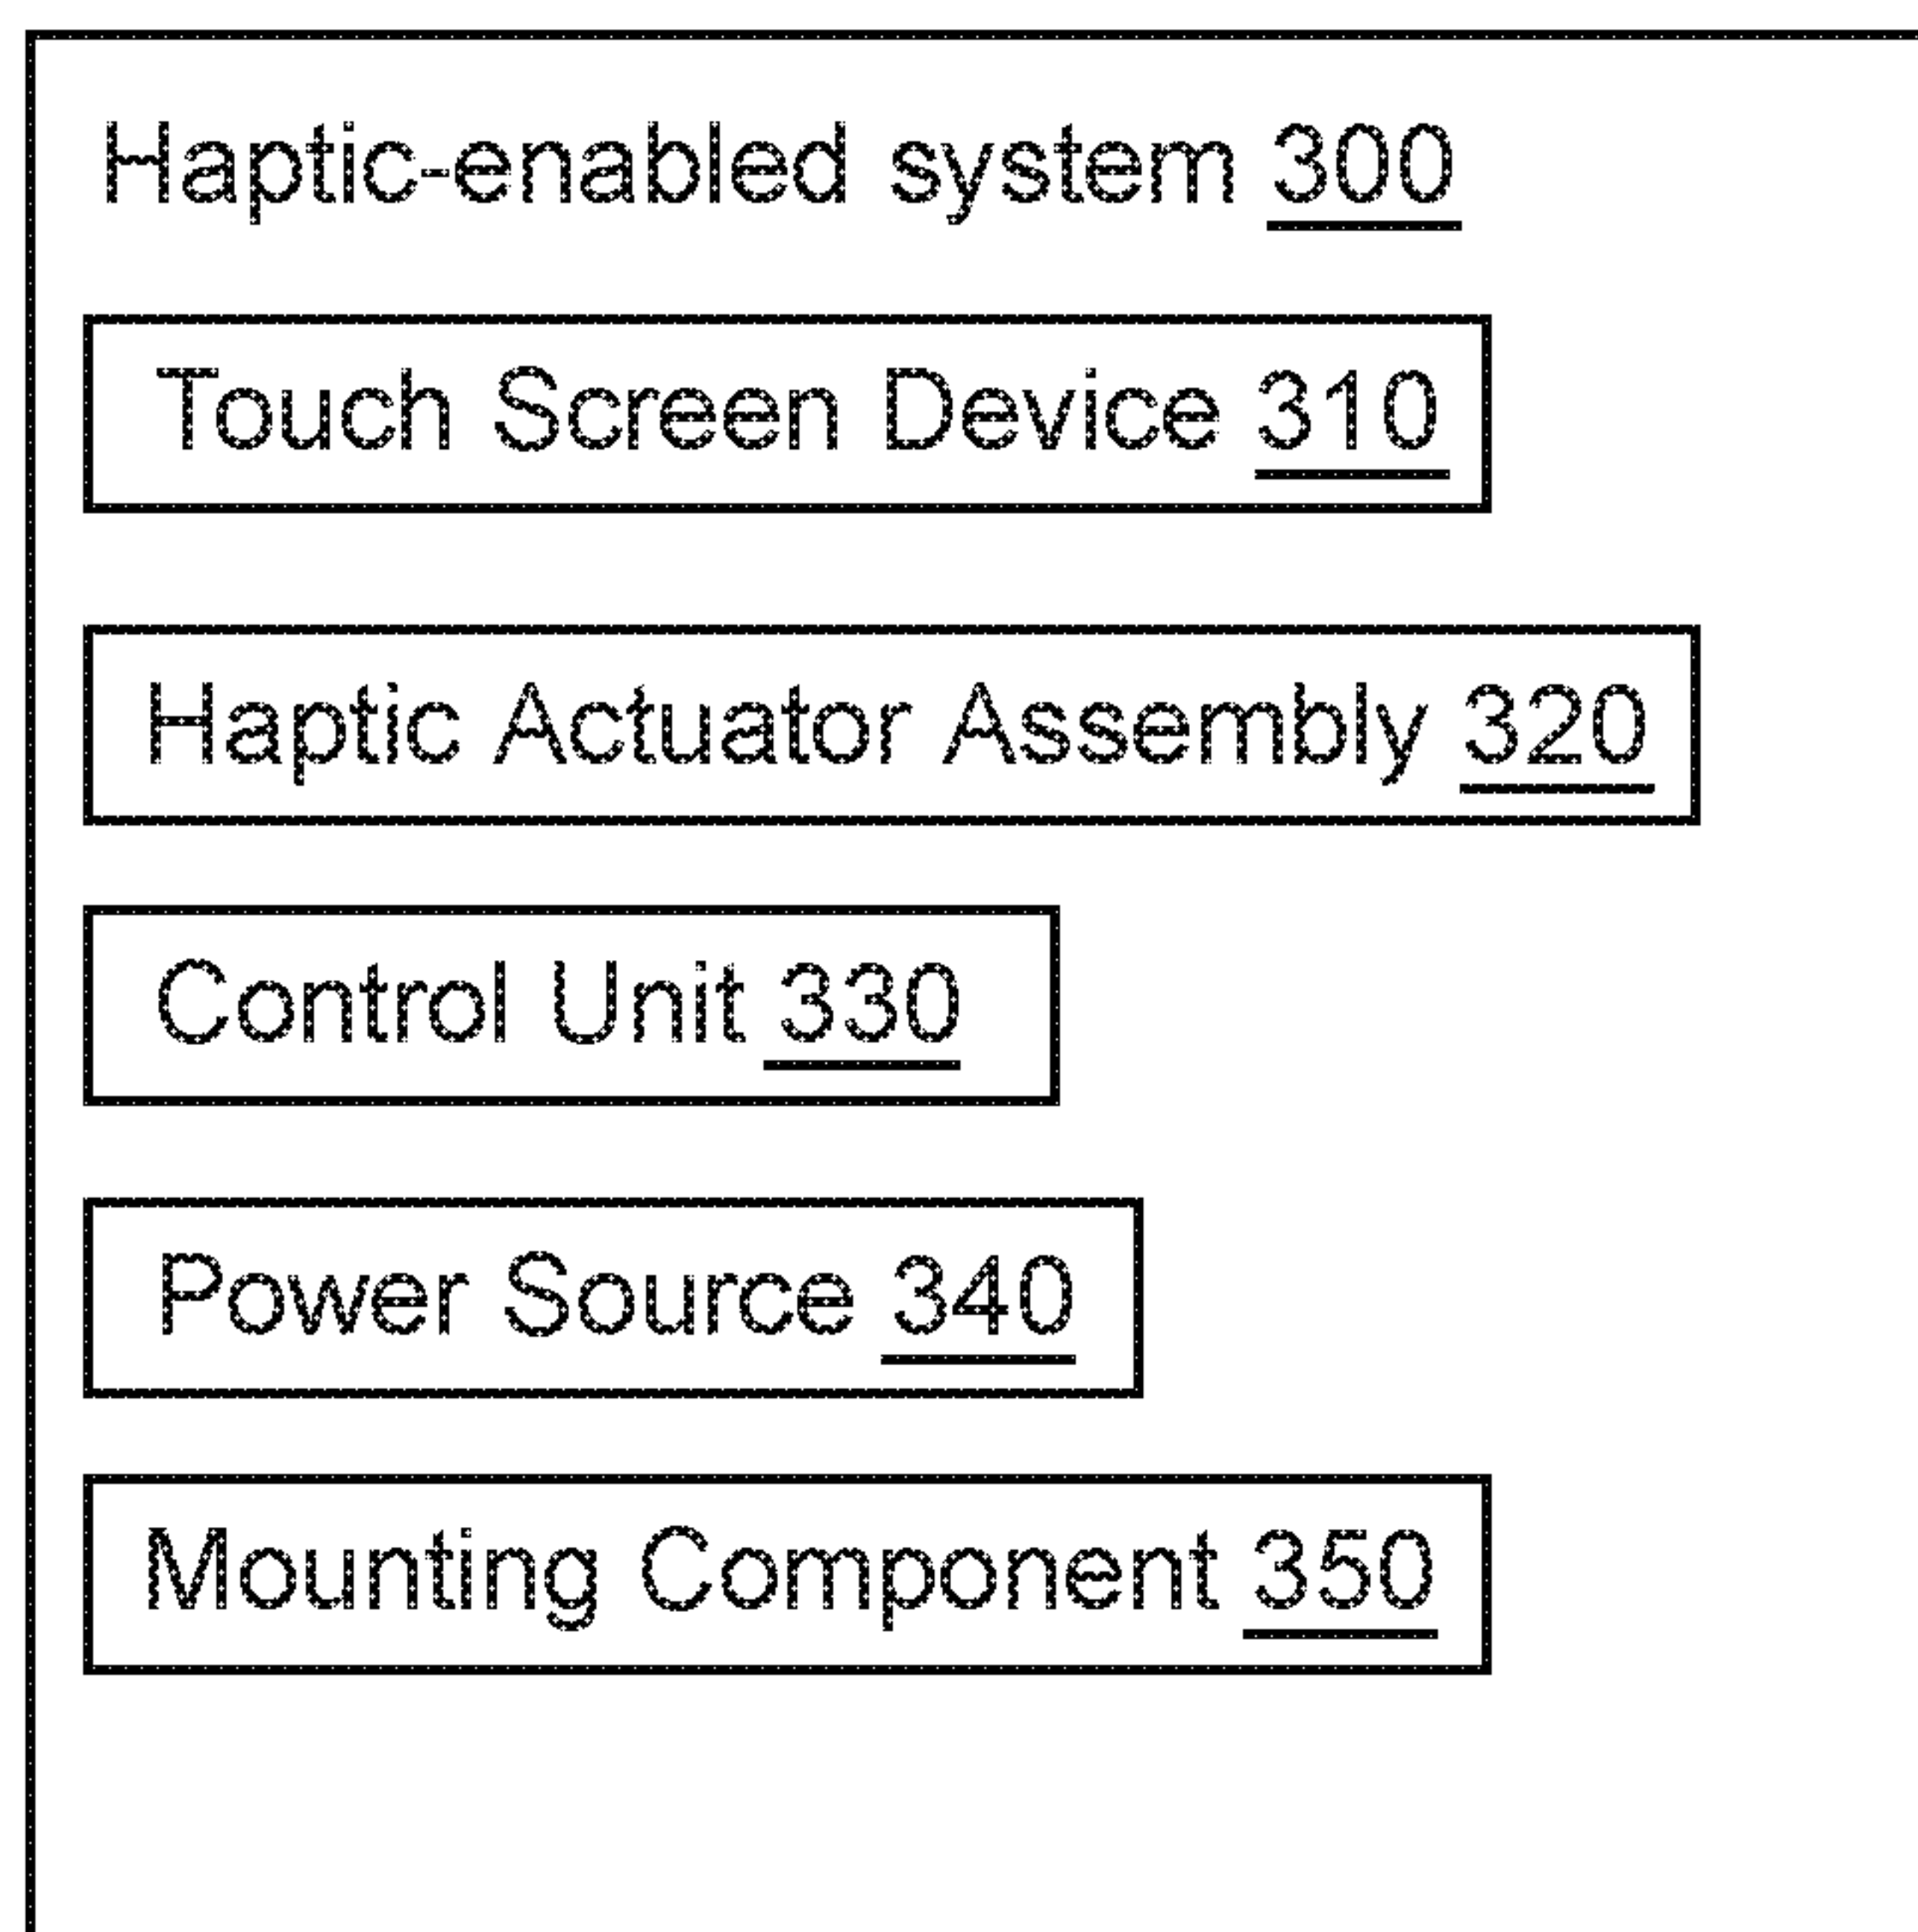 Haptic-enabled system 300
Touch Screen Device 310
Haptic Actuator Assembly 320
Control Unit 330
Power Source 340
Mounting Component 350